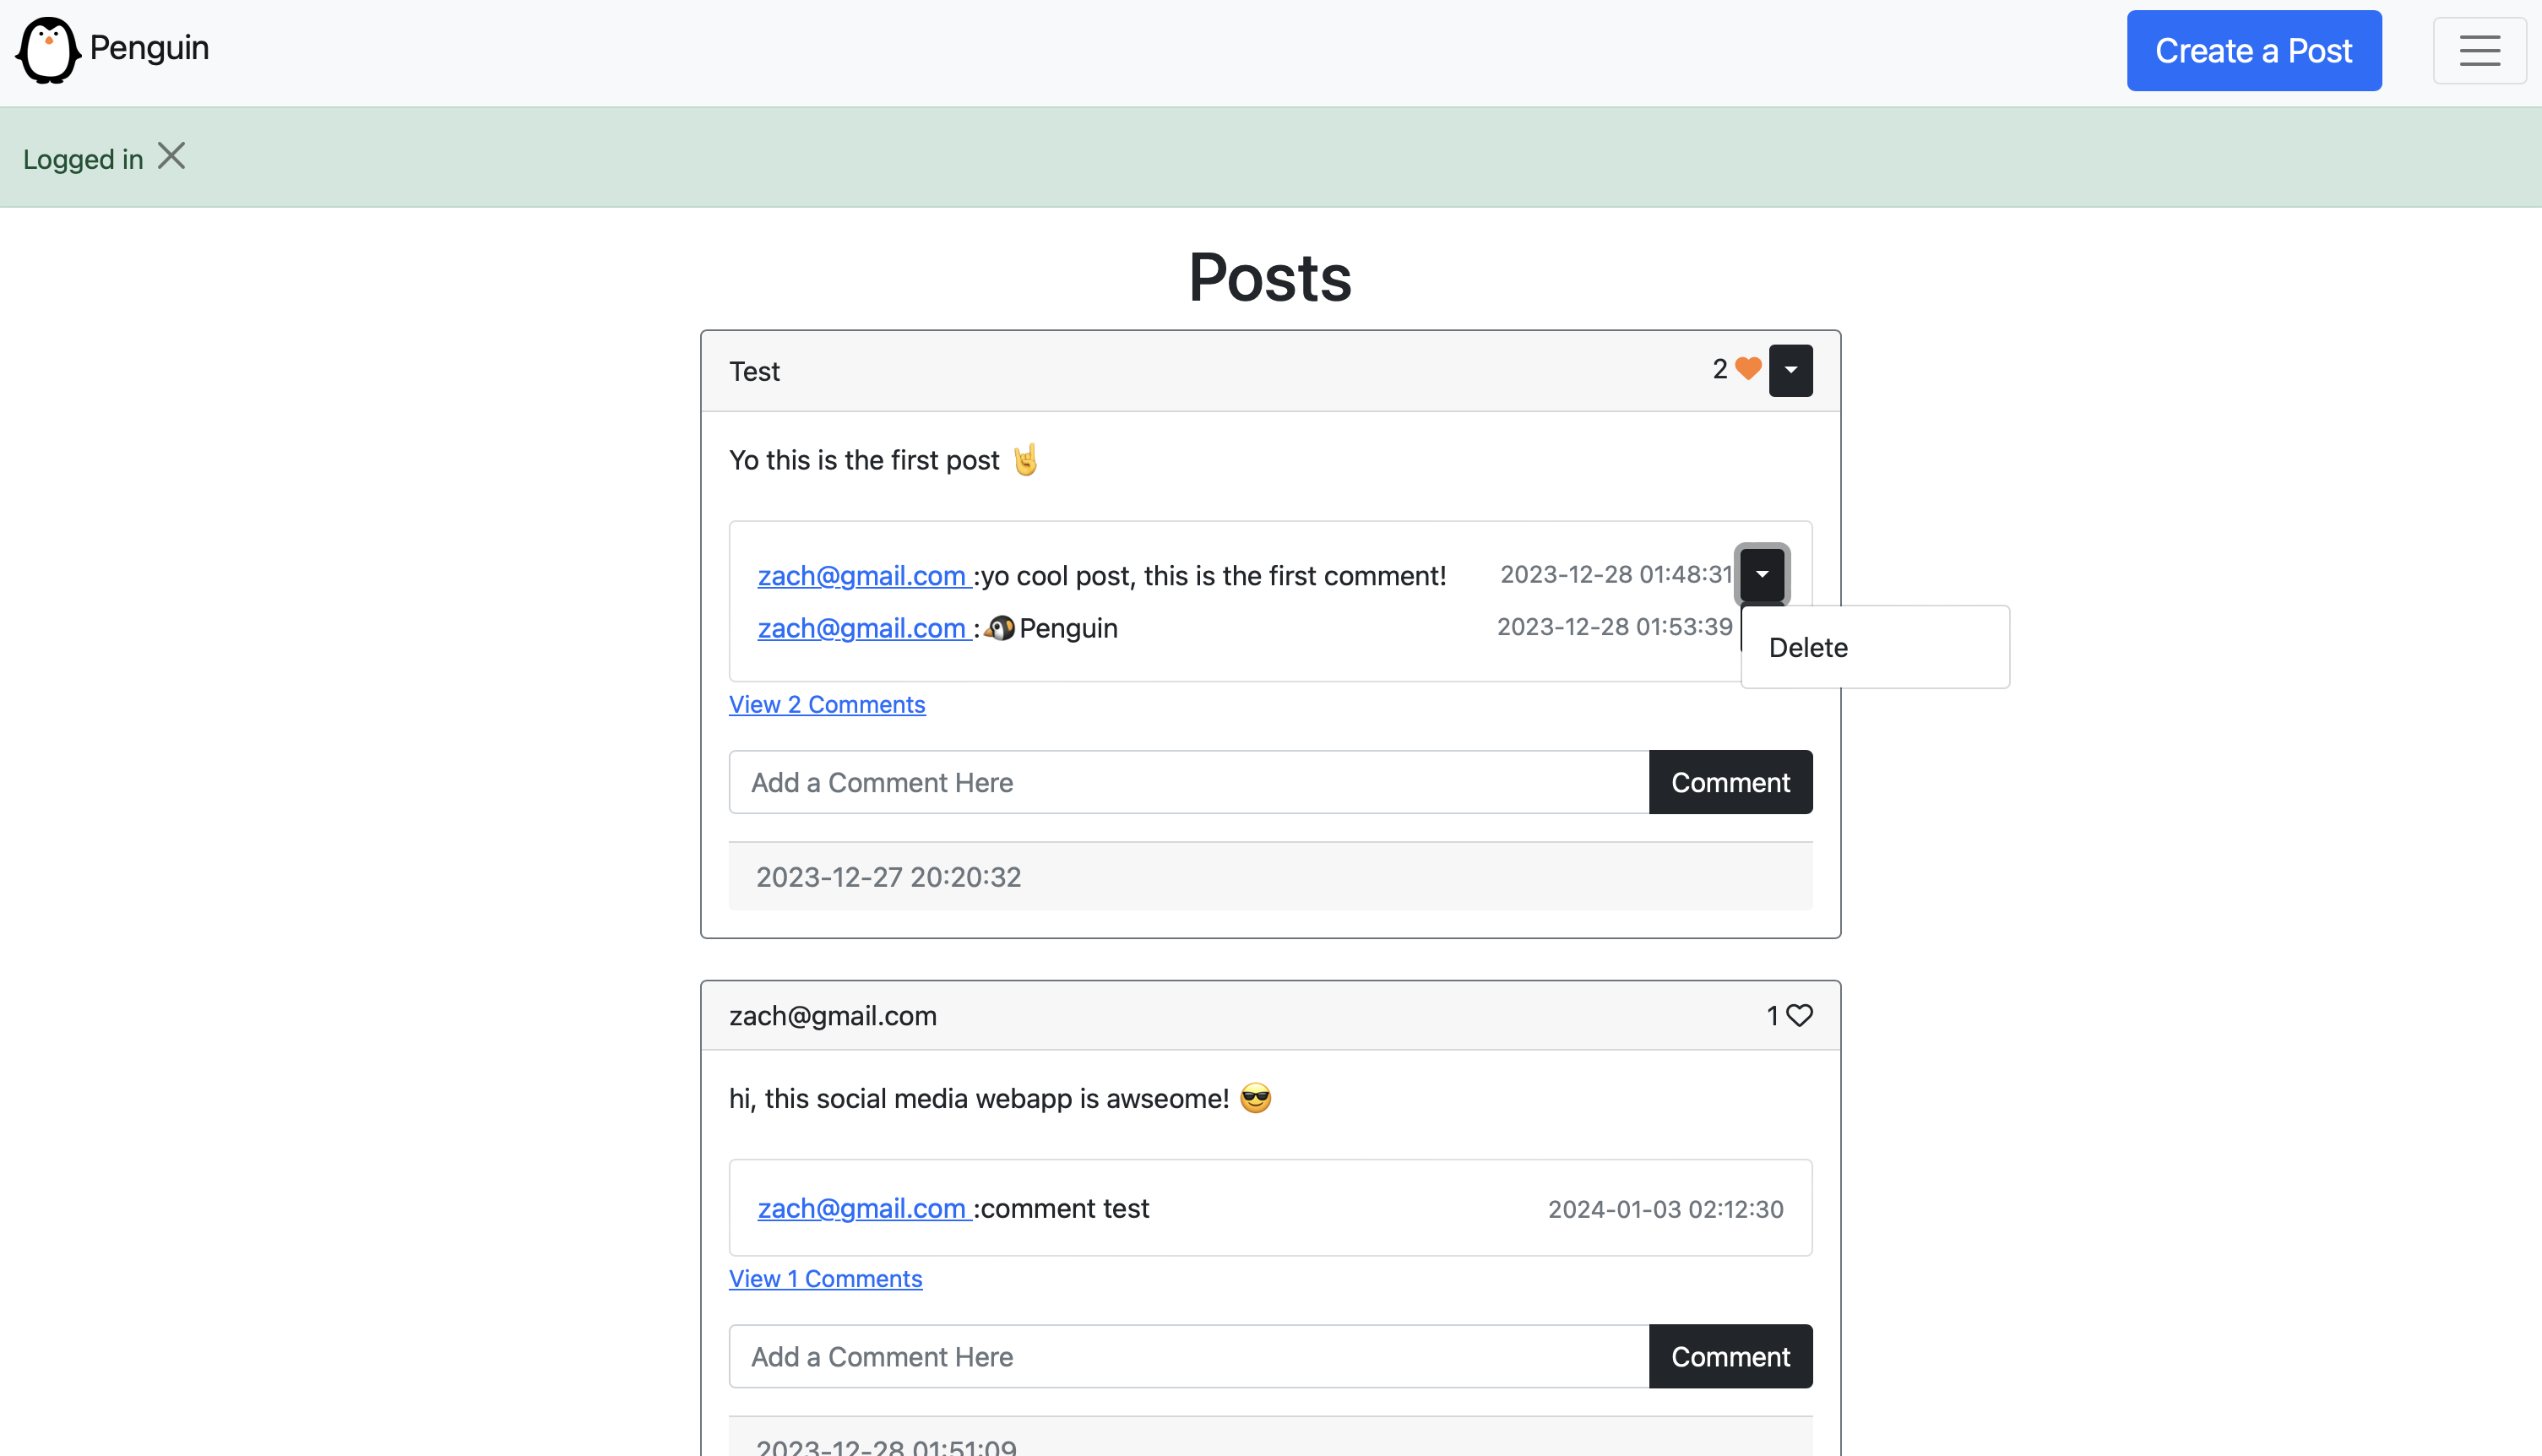 Penguin
Create a Post
Logged in
Posts
Test
2
Yo this is the first post 🤘
zach@gmail.com :yo cool post, this is the first comment!
2023-12-28 01:48:31
zach@gmail.com :🐧Penguin
2023-12-28 01:53:39
Delete
View 2 Comments
Add a Comment Here
Comment
2023-12-27 20:20:32
zach@gmail.com
1
hi, this social media webapp is awseome! 😎
zach@gmail.com :comment test
2024-01-03 02:12:30
View 1 Comments
Add a Comment Here
Comment
2023-12-28 01:51:09